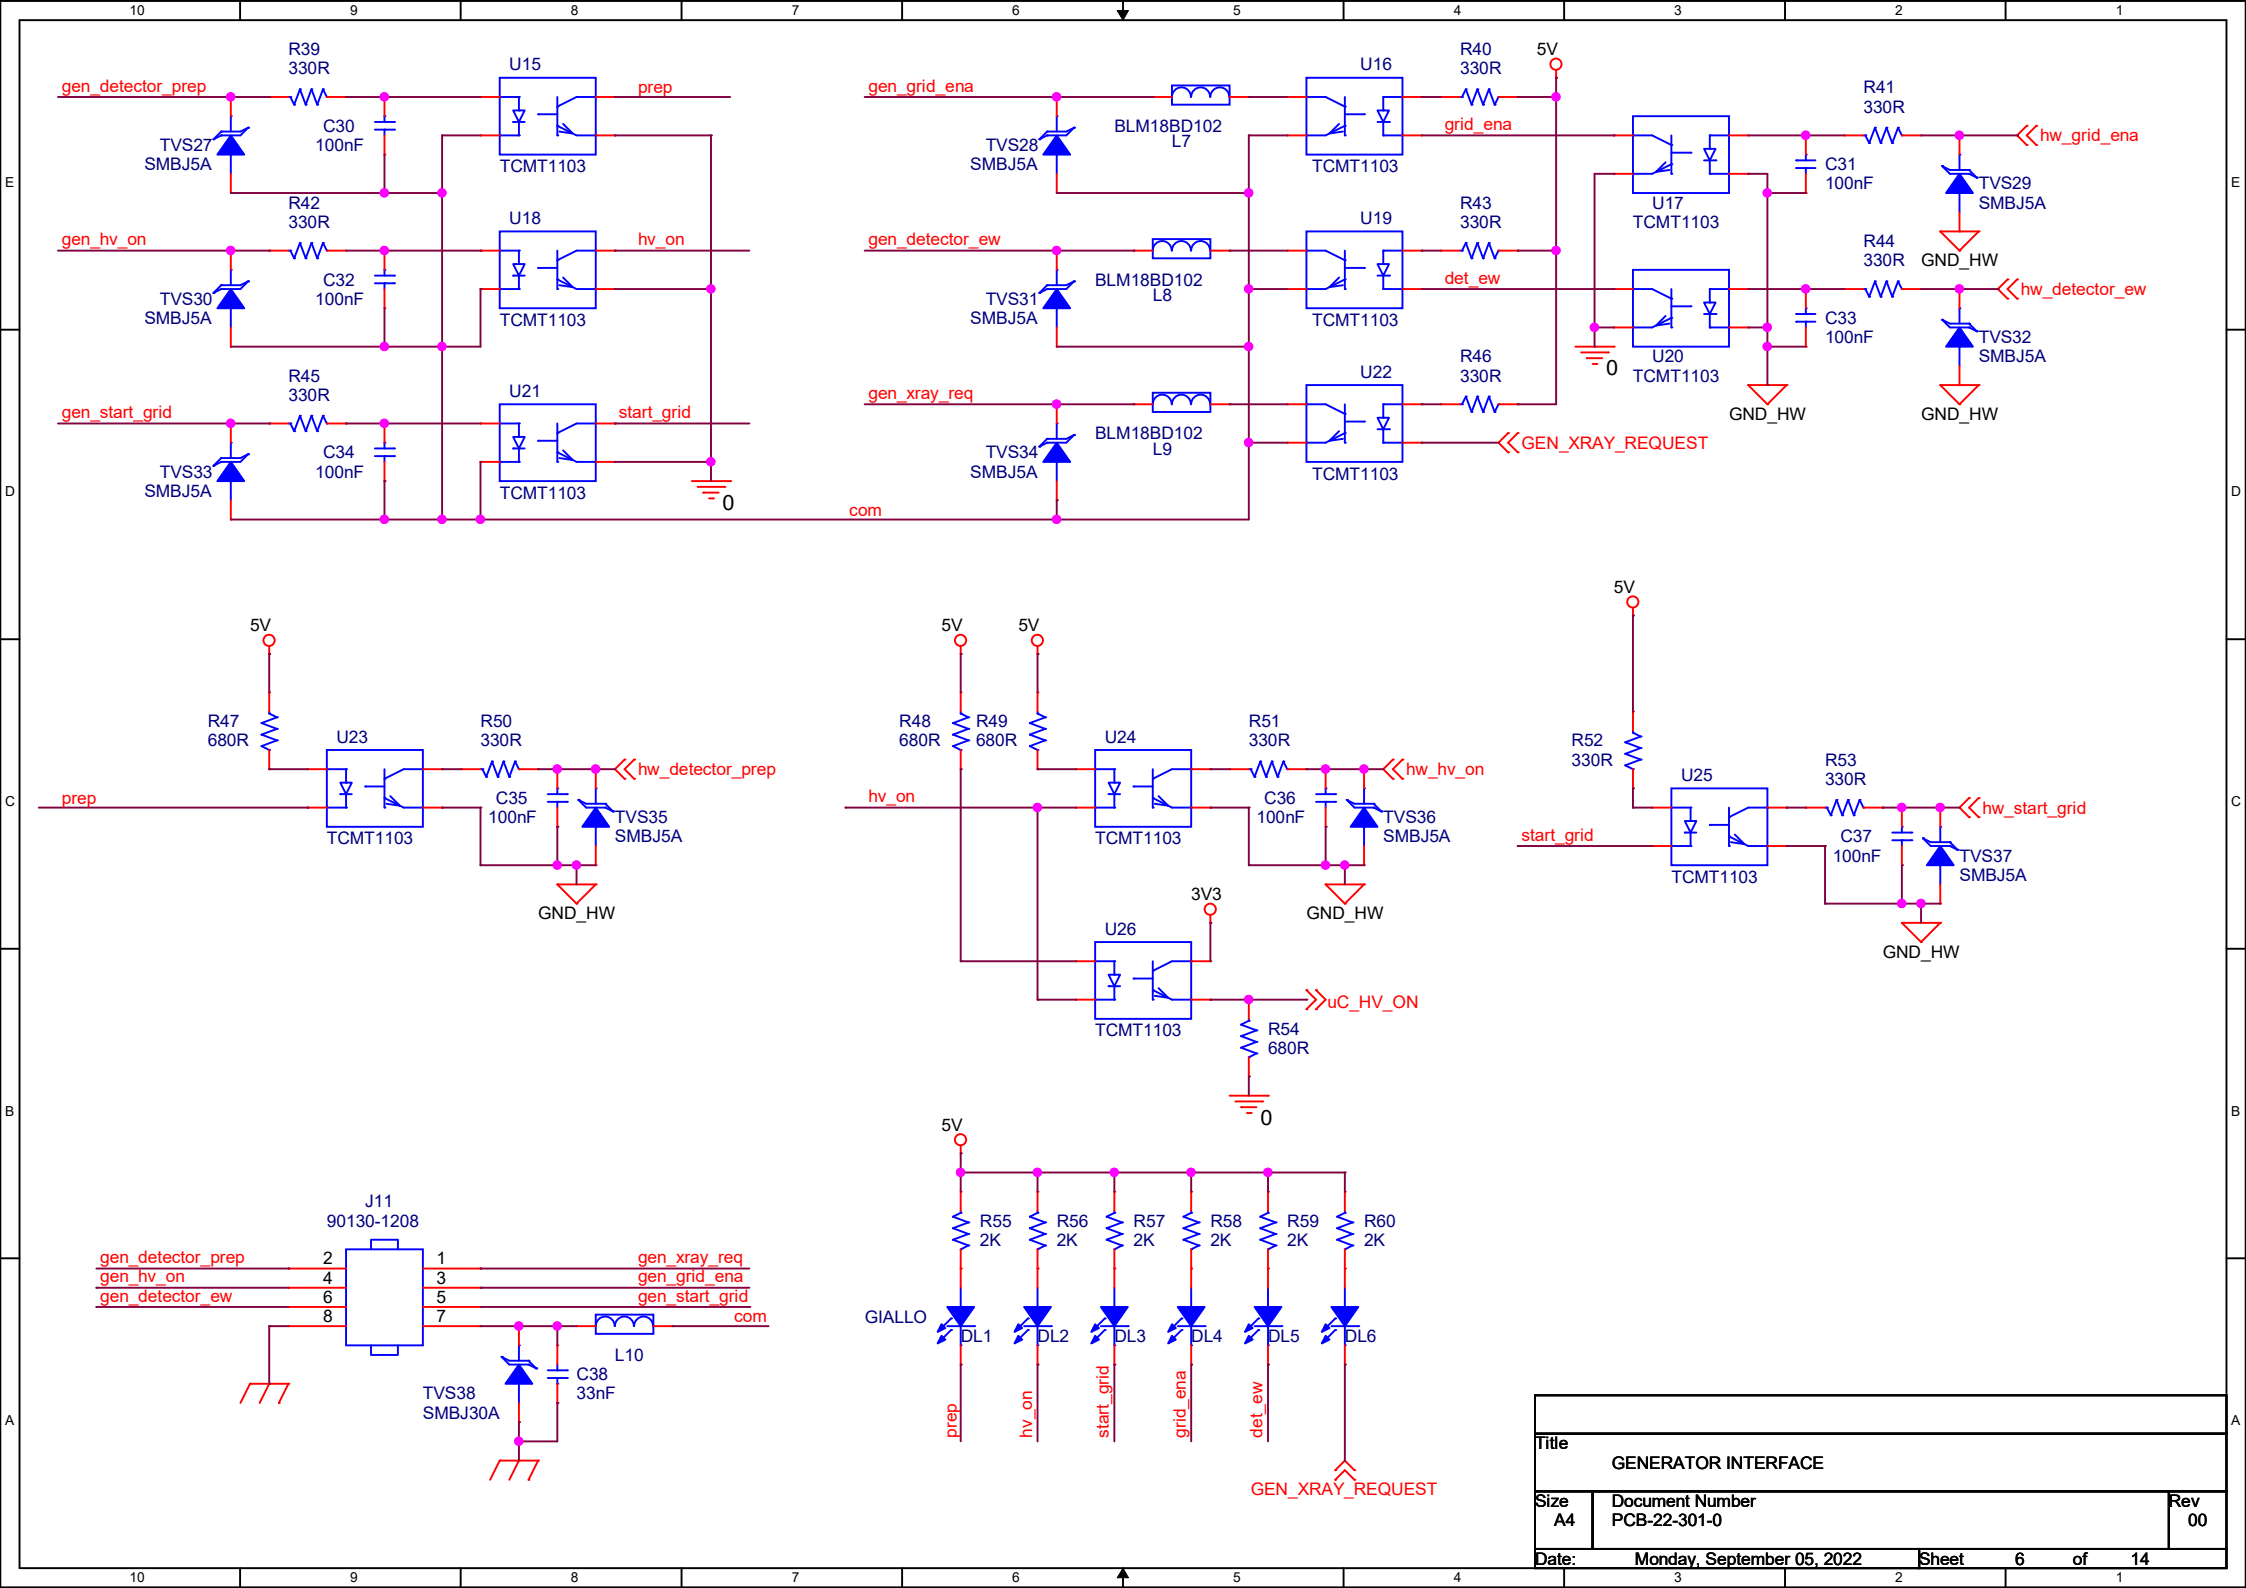 10 9 8 7 6 5 4 3 2 1
E
D
C
B
A
E
D
C
B
A
gen_detector_prep
R39
330R
C30
100nF
TVS27
SMBJ5A
U15
TCMT1103
prep
gen_hv_on
R42
330R
C32
100nF
TVS30
SMBJ5A
U18
TCMT1103
hv_on
gen_start_grid
R45
330R
C34
100nF
TVS33
SMBJ5A
U21
TCMT1103
start_grid
0
com
gen_grid_ena
TVS28
SMBJ5A
BLM18BD102
L7
U16
TCMT1103
R40
330R
5V
grid_ena
gen_detector_ew
TVS31
SMBJ5A
BLM18BD102
L8
U19
TCMT1103
R43
330R
det_ew
gen_xray_req
TVS34
SMBJ5A
BLM18BD102
L9
U22
TCMT1103
R46
330R
GEN_XRAY_REQUEST
U17
TCMT1103
R41
330R
C31
100nF
hw_grid_ena
TVS29
SMBJ5A
GND_HW
U20
TCMT1103
0
R44
330R
C33
100nF
hw_detector_ew
TVS32
SMBJ5A
GND_HW
GND_HW
5V
R47
680R
U23
TCMT1103
prep
R50
330R
C35
100nF
hw_detector_prep
TVS35
SMBJ5A
GND_HW
5V
5V
R48
680R
R49
680R
U24
TCMT1103
hv_on
R51
330R
C36
100nF
hw_hv_on
TVS36
SMBJ5A
GND_HW
3V3
U26
TCMT1103
uC_HV_ON
R54
680R
0
5V
R52
330R
U25
TCMT1103
start_grid
R53
330R
C37
100nF
hw_start_grid
TVS37
SMBJ5A
GND_HW
J11
90130-1208
gen_detector_prep 2 1 gen_xray_req
gen_hv_on 4 3 gen_grid_ena
gen_detector_ew 6 5 gen_start_grid
8 7 com
L10
TVS38
SMBJ30A
C38
33nF
5V
R55
2K
R56
2K
R57
2K
R58
2K
R59
2K
R60
2K
GIALLO
DL1
DL2
DL3
DL4
DL5
DL6
prep
hv_on
start_grid
grid_ena
det_ew
GEN_XRAY_REQUEST
Title
GENERATOR INTERFACE
Size
A4
Document Number
PCB-22-301-0
Rev
00
Date: Monday, September 05, 2022 Sheet 6 of 14
10 9 8 7 6 5 4 3 2 1